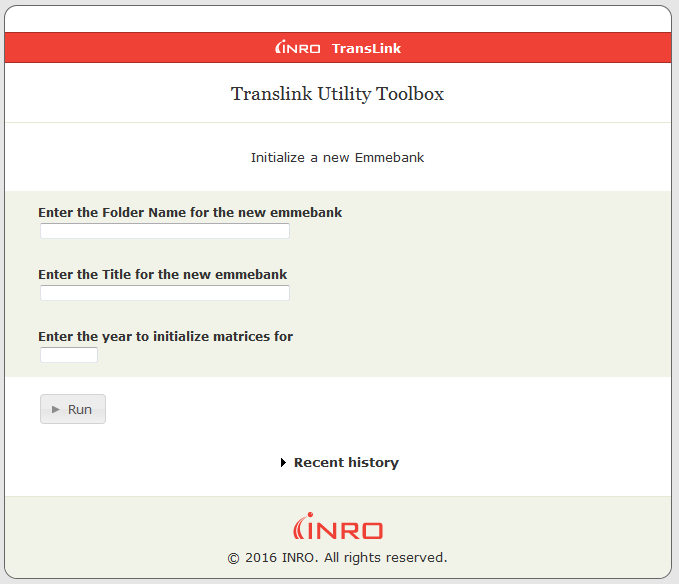 INRO TransLink
Translink Utility Toolbox
Initialize a new Emmebank
Enter the Folder Name for the new emmebank
Enter the Title for the new emmebank
Enter the year to initialize matrices for
Run
Recent history
INRO
© 2016 INRO. All rights reserved.